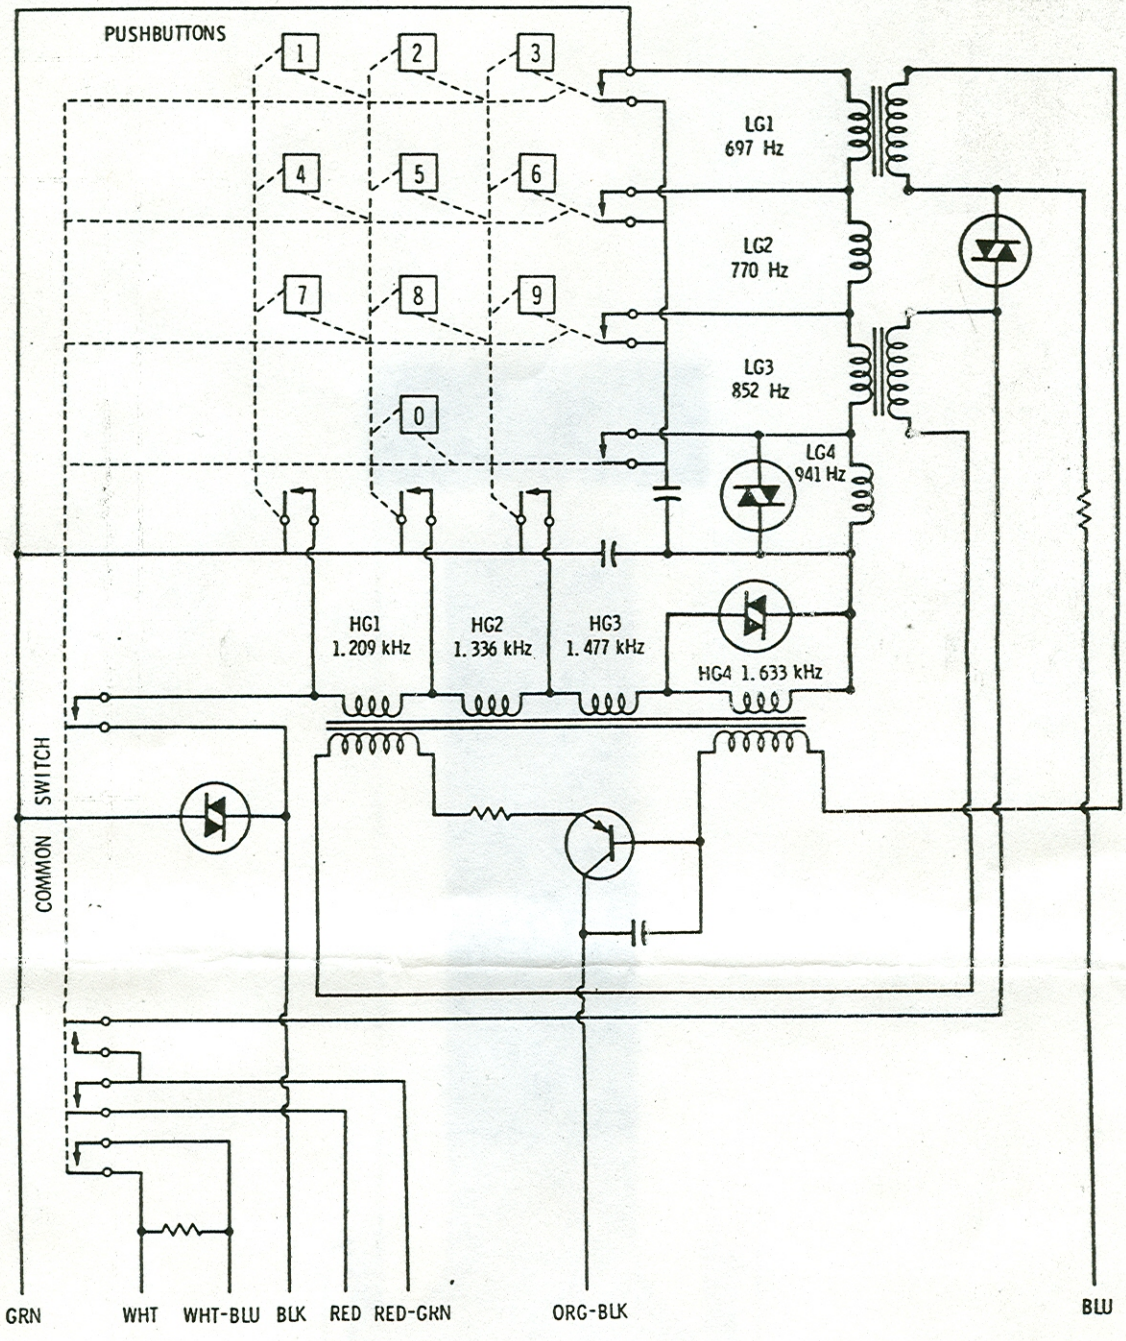 PUSHBUTTONS
1
2
3
LG1
697 Hz
4
5
6
LG2
770 Hz
7
8
9
LG3
852 Hz
0
LG4
941 Hz
HG1
1.209 kHz
HG2
1.336 kHz
HG3
1.477 kHz
HG4 1.633 kHz
COMMON SWITCH
GRN
WHT
WHT-BLU
BLK
RED
RED-GRN
ORG-BLK
BLU